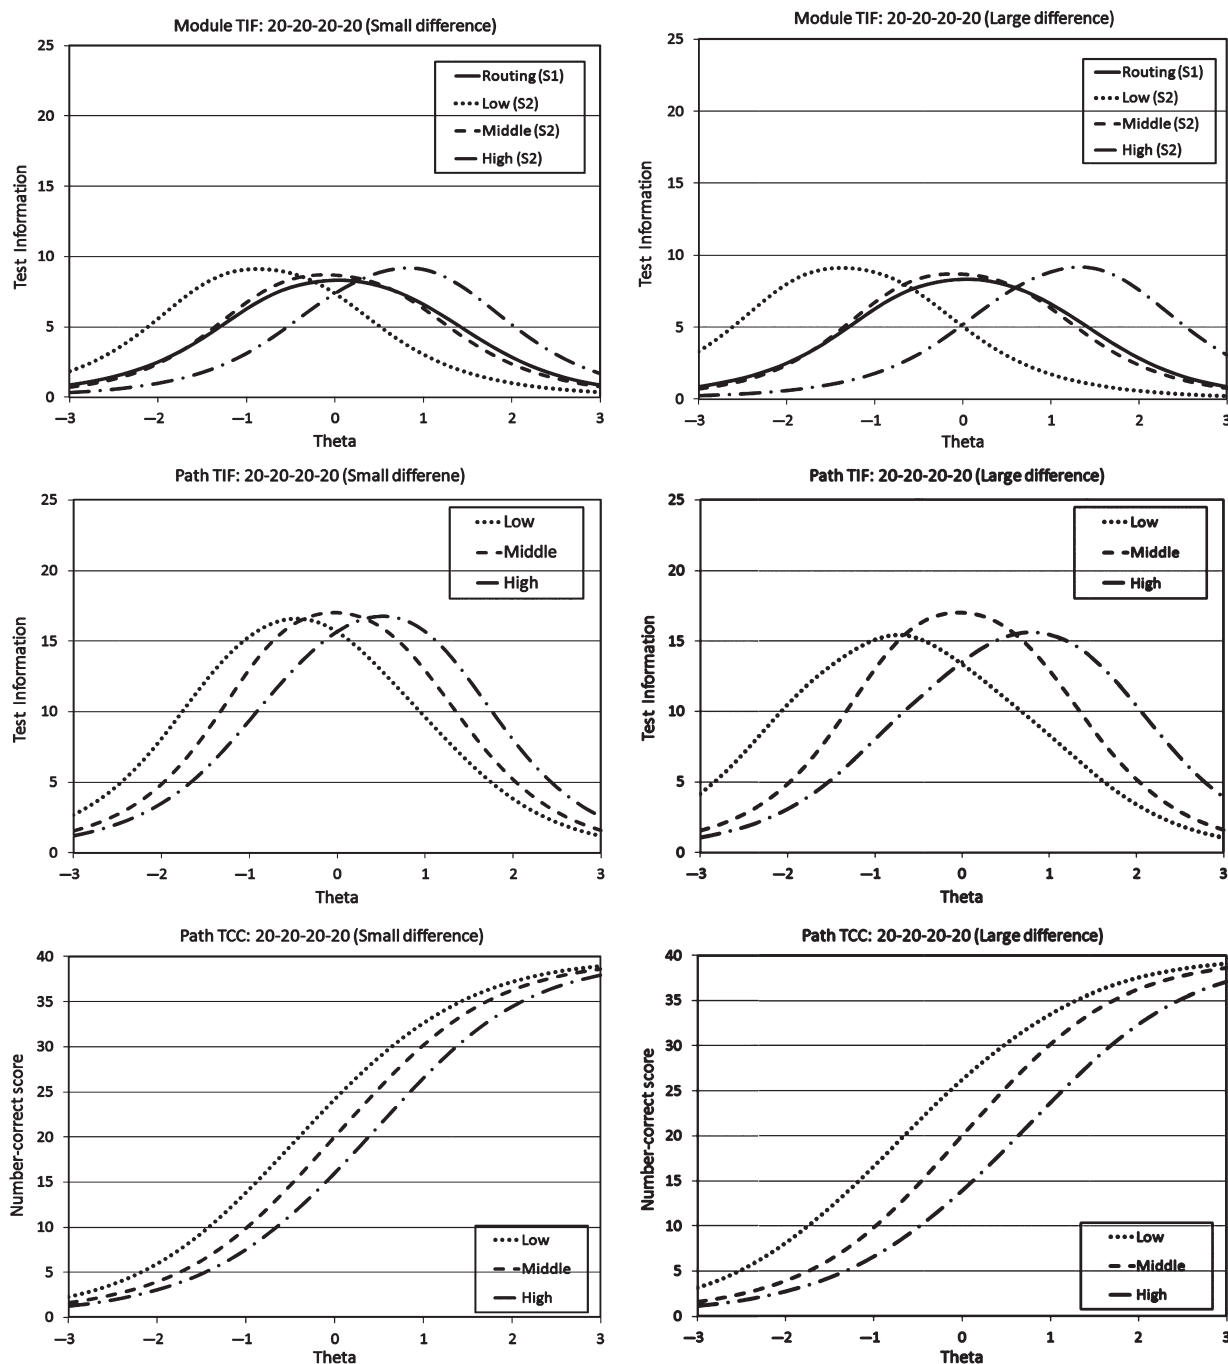 Module TIF: 20-20-20-20 (Small difference)
25
20
15
10
5
0
Test Information
Routing (S1)
Low (S2)
Middle (S2)
High (S2)
−3
−2
−1
0
1
2
3
Theta
Module TIF: 20-20-20-20 (Large difference)
25
20
15
10
5
0
Test Information
Routing (S1)
Low (S2)
Middle (S2)
High (S2)
−3
−2
−1
0
1
2
3
Theta
Path TIF: 20-20-20-20 (Small differene)
25
20
15
10
5
0
Test Information
Low
Middle
High
−3
−2
−1
0
1
2
3
Theta
Path TIF: 20-20-20-20 (Large difference)
25
20
15
10
5
0
Test Information
Low
Middle
High
−3
−2
−1
0
1
2
3
Theta
Path TCC: 20-20-20-20 (Small difference)
40
35
30
25
20
15
10
5
0
Number-correct score
Low
Middle
High
−3
−2
−1
0
1
2
3
Theta
Path TCC: 20-20-20-20 (Large difference)
40
35
30
25
20
15
10
5
0
Number-correct score
Low
Middle
High
−3
−2
−1
0
1
2
3
Theta